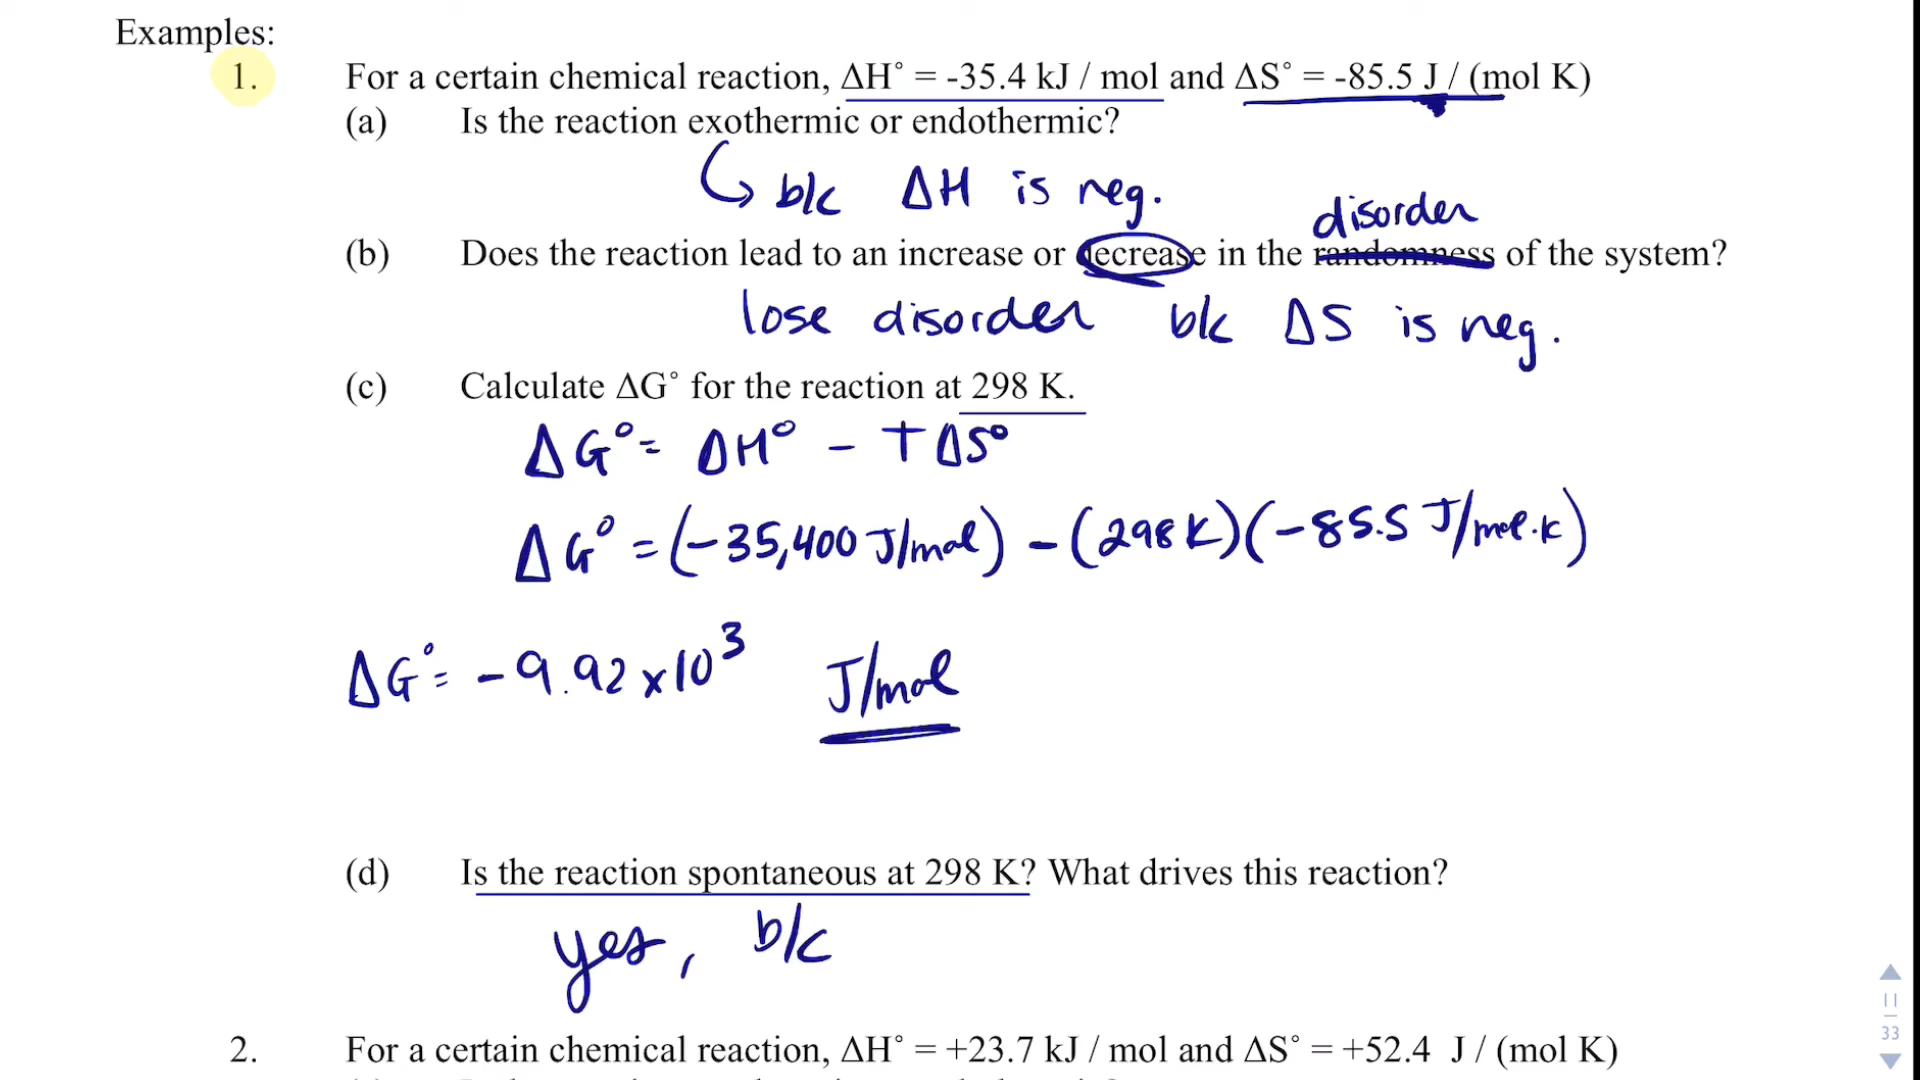 Examples:
1. For a certain chemical reaction, ΔH° = -35.4 kJ / mol and ΔS° = -85.5 J / (mol K)
(a) Is the reaction exothermic or endothermic?
b/c ΔH is neg.
disorder
(b) Does the reaction lead to an increase or decrease in the randomness of the system?
lose disorder b/c ΔS is neg.
(c) Calculate ΔG° for the reaction at 298 K.
ΔG° = ΔH° - TΔS°
ΔG° = (-35,400 J/mol) - (298 K)(-85.5 J/mol·K)
ΔG° = -9.92 x 10³ J/mol
(d) Is the reaction spontaneous at 298 K? What drives this reaction?
yes, b/c
11
33
2. For a certain chemical reaction, ΔH° = +23.7 kJ / mol and ΔS° = +52.4 J / (mol K)